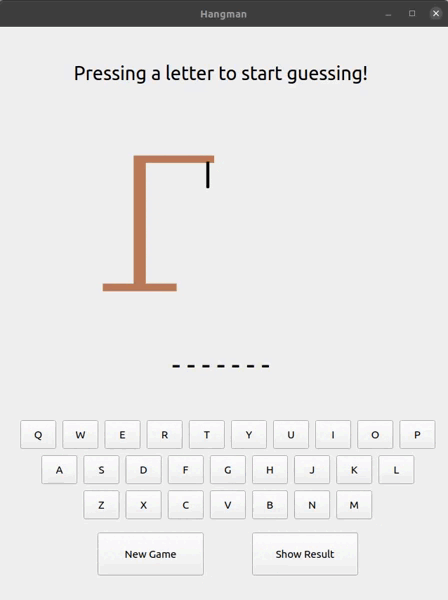 Hangman
Pressing a letter to start guessing!
- - - - - - -
Q W E R T Y U I O P
A S D F G H J K L
Z X C V B N M
New Game Show Result